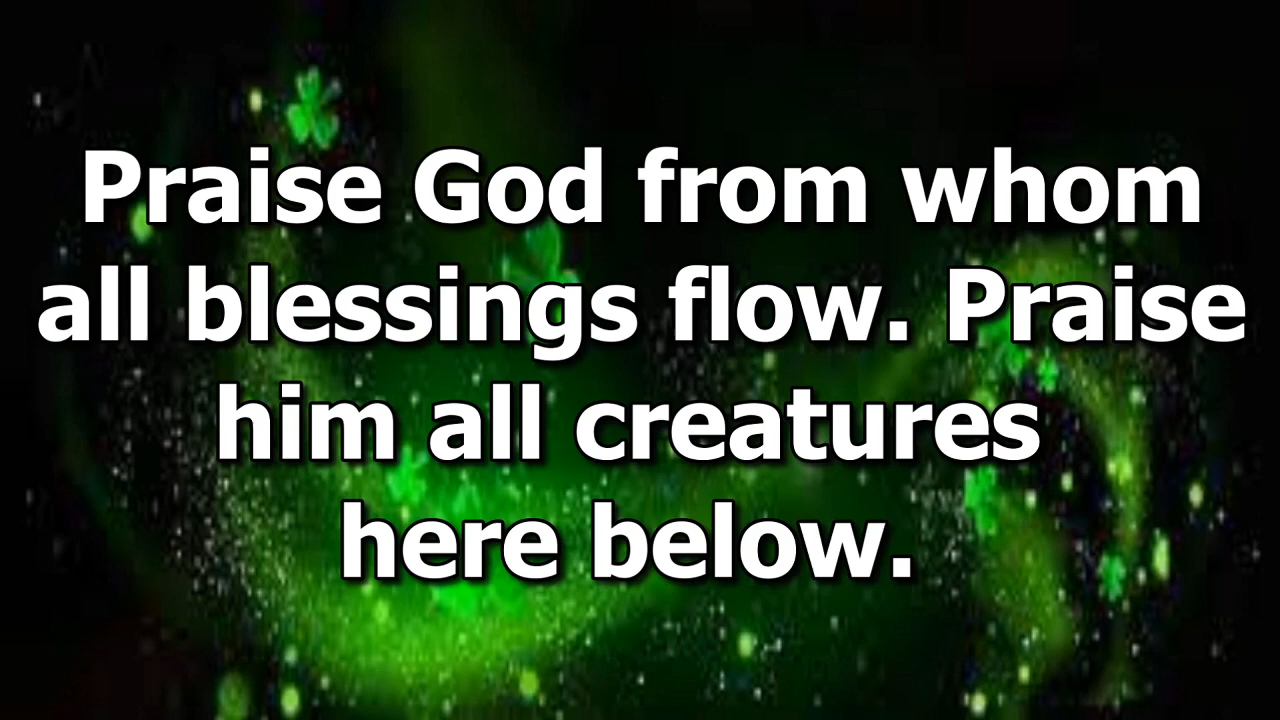 Praise God from whom
all blessings flow. Praise
him all creatures
here below.